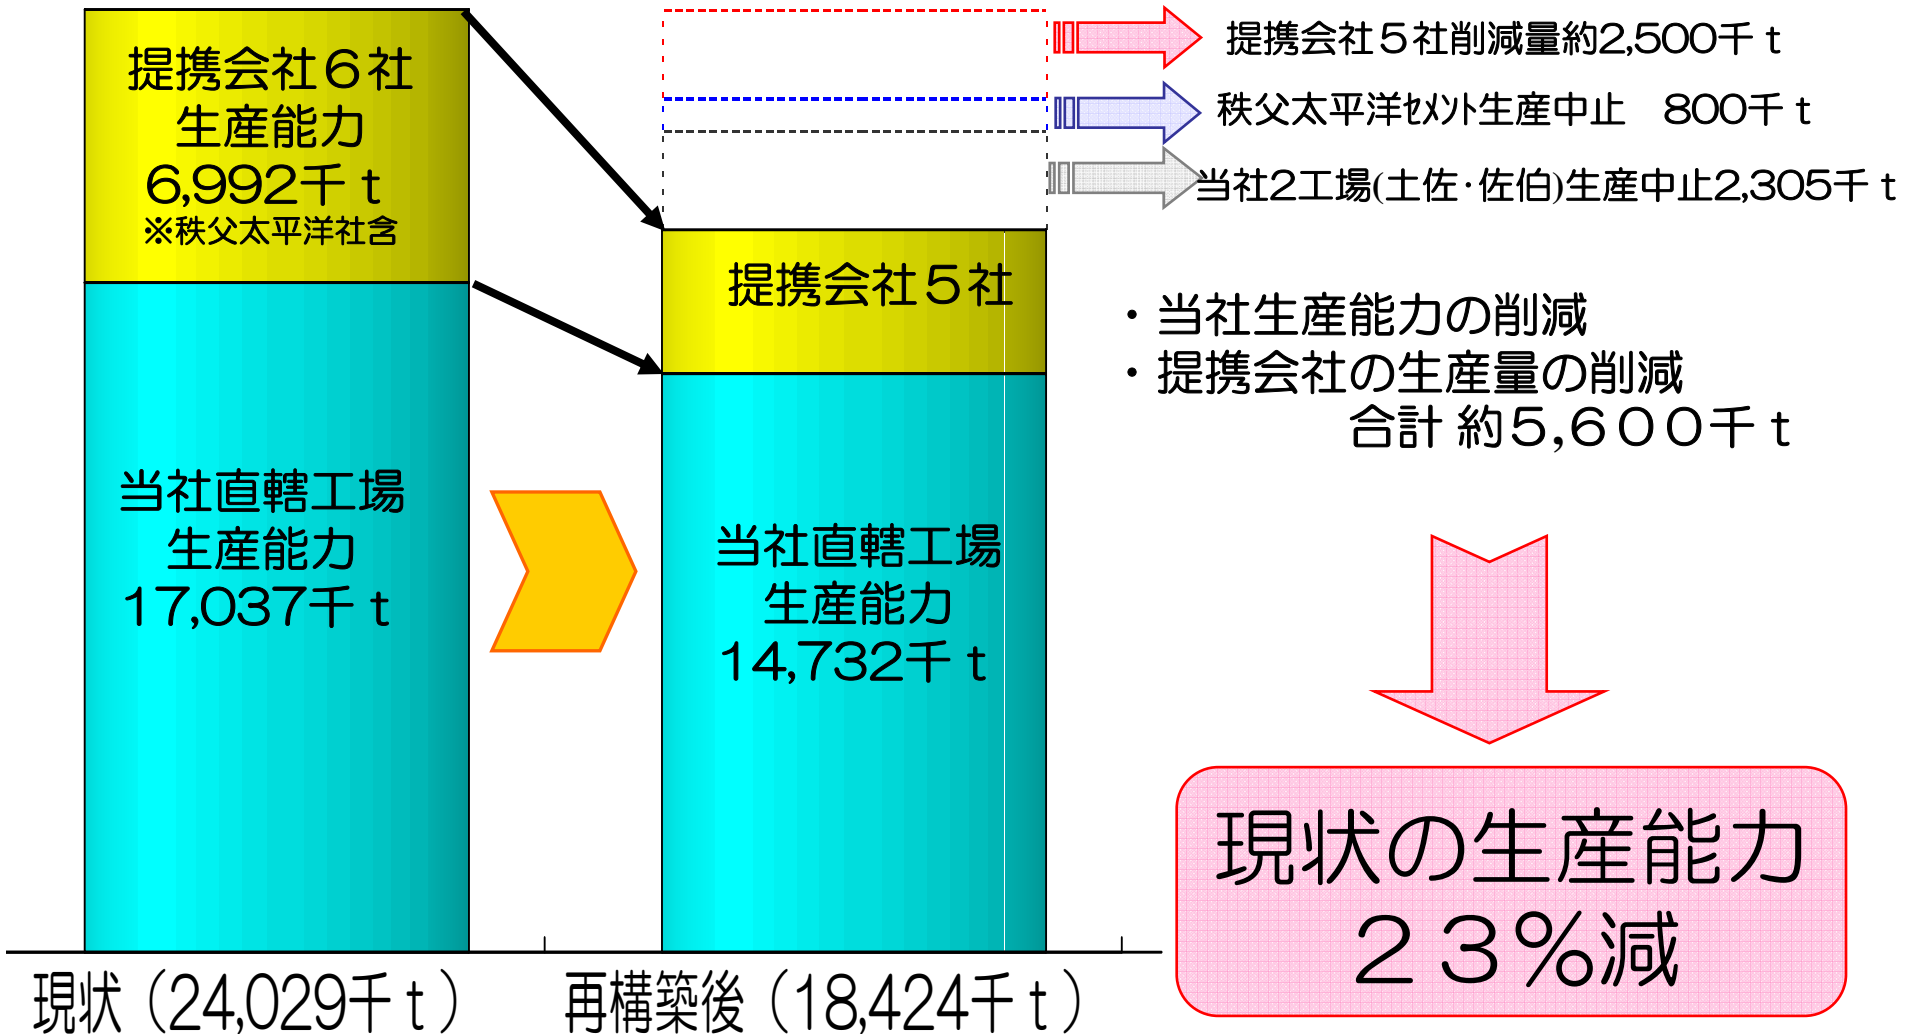 提携会社６社
生産能力
6,992千ｔ
※秩父太平洋社含
当社直轄工場
生産能力
17,037千ｔ
現状（24,029千ｔ）
提携会社５社
当社直轄工場
生産能力
14,732千ｔ
再構築後（18,424千ｔ）
提携会社５社削減量約2,500千ｔ
秩父太平洋ｾﾒﾝﾄ生産中止　800千ｔ
当社2工場(土佐・佐伯)生産中止2,305千ｔ
・当社生産能力の削減
・提携会社の生産量の削減
合計 約５,６００千ｔ
現状の生産能力
２３％減